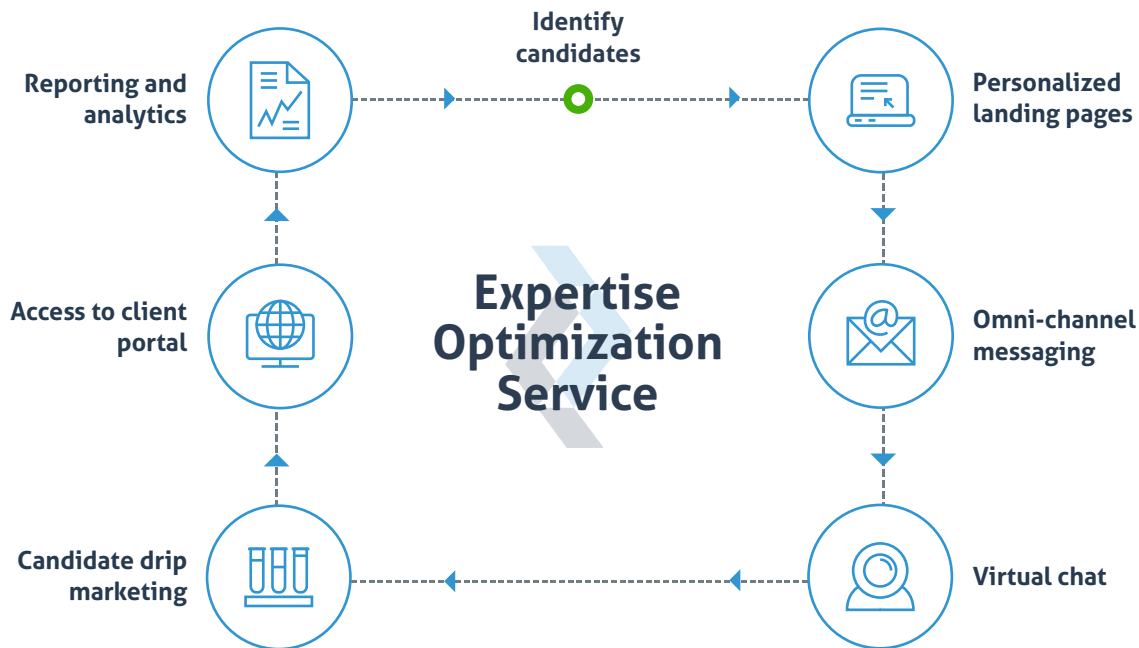 Identify
candidates
Reporting and
analytics
Personalized
landing pages
Expertise
Optimization
Service
Access to client
portal
Omni-channel
messaging
Candidate drip
marketing
Virtual chat